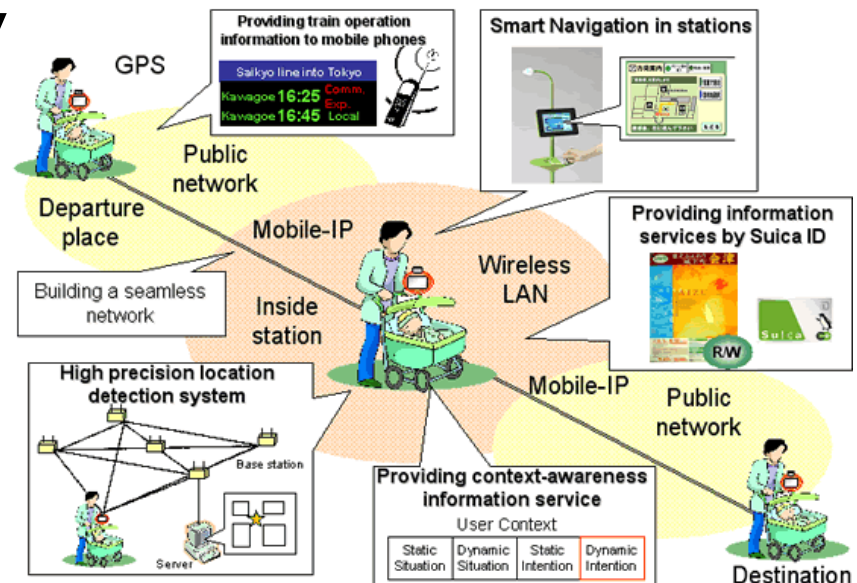 Providing train operation
information to mobile phones
Saikyo line into Tokyo
Kawagoe 16:25 Comm.
Exp.
Kawagoe 16:45 Local
GPS
Smart Navigation in stations
Public
network
Departure
place
Mobile-IP
Wireless
LAN
Providing information
services by Suica ID
Suica
R/W
Building a seamless
network
Inside
station
High precision location
detection system
Base station
Server
Mobile-IP
Public
network
Providing context-awareness
information service
User Context
Static
Situation
Dynamic
Situation
Static
Intention
Dynamic
Intention
Destination